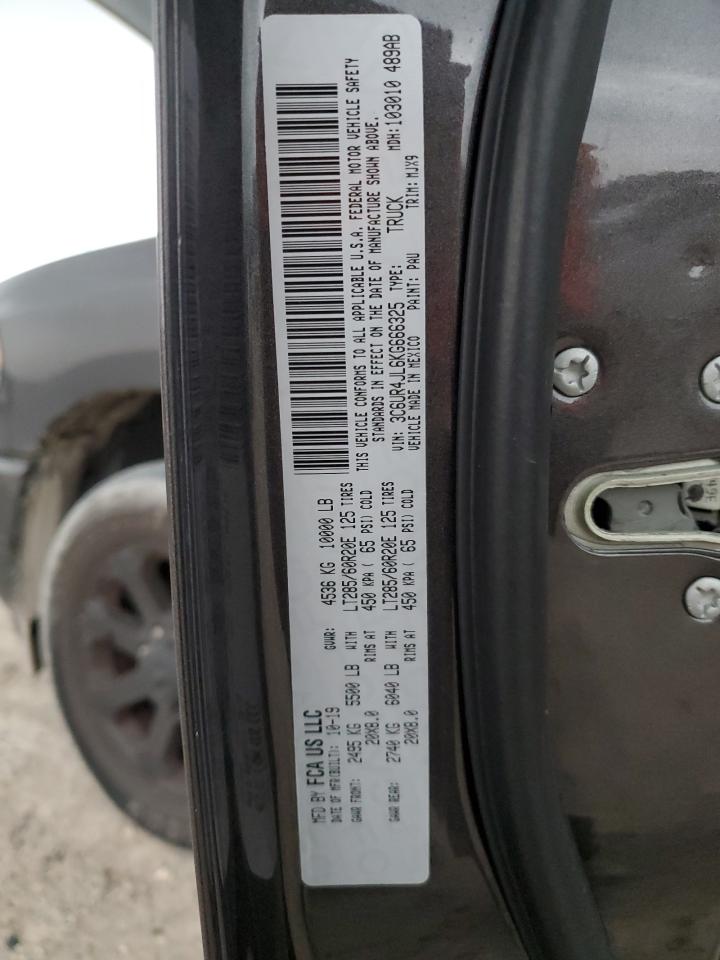 MFD BY FCA US LLC
DATE OF MFR(BUILT): 10-19 GVWR: 4536 KG 10000 LB
GAWR FRONT: 2495 KG 5500 LB WITH LT285/60R20E 125 TIRES
20X8.0 RIMS AT 450 KPA ( 65 PSI) COLD
GAWR REAR: 2740 KG 6040 LB WITH LT285/60R20E 125 TIRES
20X8.0 RIMS AT 450 KPA ( 65 PSI) COLD
THIS VEHICLE CONFORMS TO ALL APPLICABLE U.S.A. FEDERAL MOTOR VEHICLE SAFETY
STANDARDS IN EFFECT ON THE DATE OF MANUFACTURE SHOWN ABOVE.
VIN: 3C6UR4JL6KG666325 TYPE: TRUCK MDH:103010 489AB
VEHICLE MADE IN MEXICO PAINT: PAU TRIM: MJX9